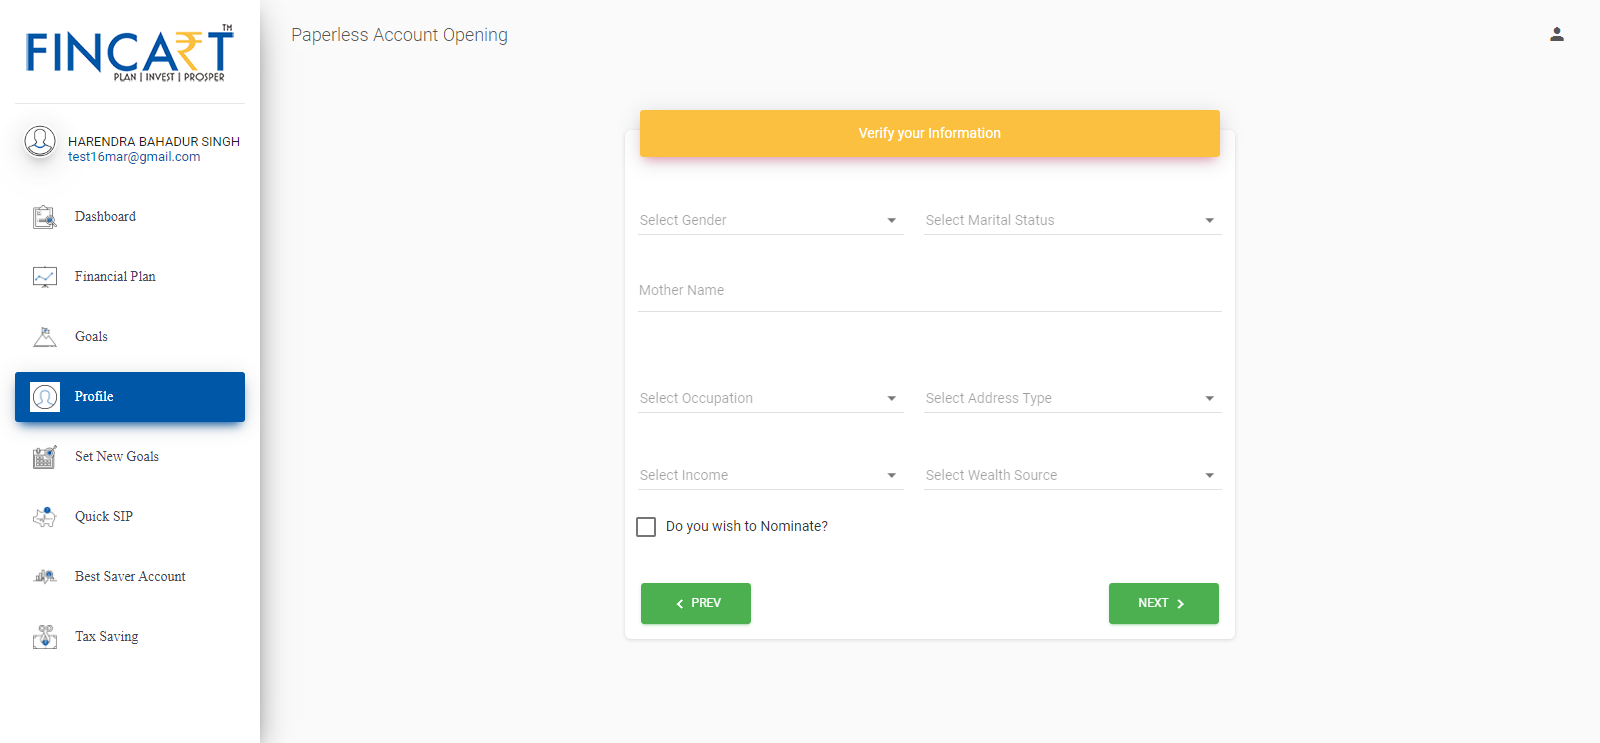 FINCART TM
PLAN | INVEST | PROSPER
HARENDRA BAHADUR SINGH
test16mar@gmail.com
Dashboard
Financial Plan
Goals
Profile
Set New Goals
Quick SIP
Best Saver Account
Tax Saving
Paperless Account Opening
Verify your Information
Select Gender
Select Marital Status
Mother Name
Select Occupation
Select Address Type
Select Income
Select Wealth Source
Do you wish to Nominate?
PREV
NEXT